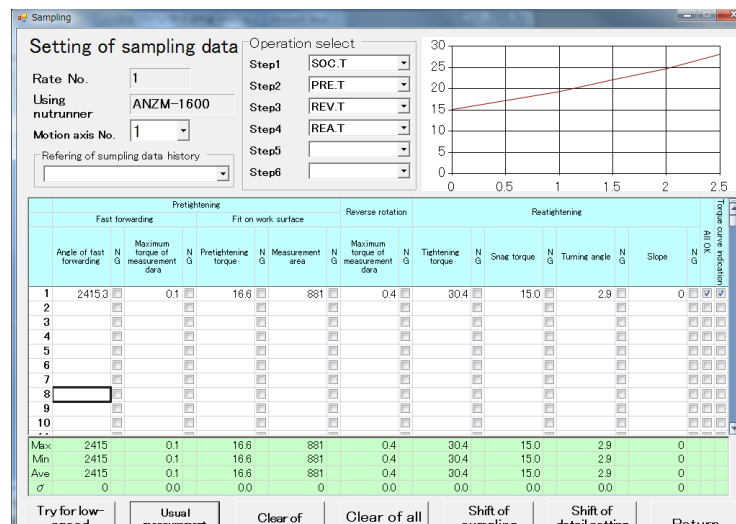 Sampling
Setting of sampling data
Rate No. 1
Using nutrunner ANZM-1600
Motion axis No. 1
Refering of sumpling data history
Operation select
Step1 SOC.T
Step2 PRE.T
Step3 REV.T
Step4 REA.T
Step5
Step6
30
25
20
15
10
5
0
0 0.5 1 1.5 2 2.5
Pretightening
Fast forwarding
Fit on work surface
Reverse rotation
Reatightening
Torque curve indication
All OK
Angle of fast forwarding
NG
Maximum torque of measurement dara
NG
Pretightening torque
NG
Measurement area
NG
Maximum torque of measurement dara
NG
Tightening torque
NG
Snag torque
NG
Turning angle
NG
Slope
NG
1 2415.3 0.1 16.6 881 0.4 30.4 15.0 2.9 0
2
3
4
5
6
7
8
9
10
Max 2415 0.1 16.6 881 0.4 30.4 15.0 2.9 0
Min 2415 0.1 16.6 881 0.4 30.4 15.0 2.9 0
Ave 2415 0.1 16.6 881 0.4 30.4 15.0 2.9 0
σ 0 0.0 0.0 0 0.0 0.0 0.0 0.0 0
Try for low-
Usual
Clear of
Clear of all
Shift of
Shift of
Return